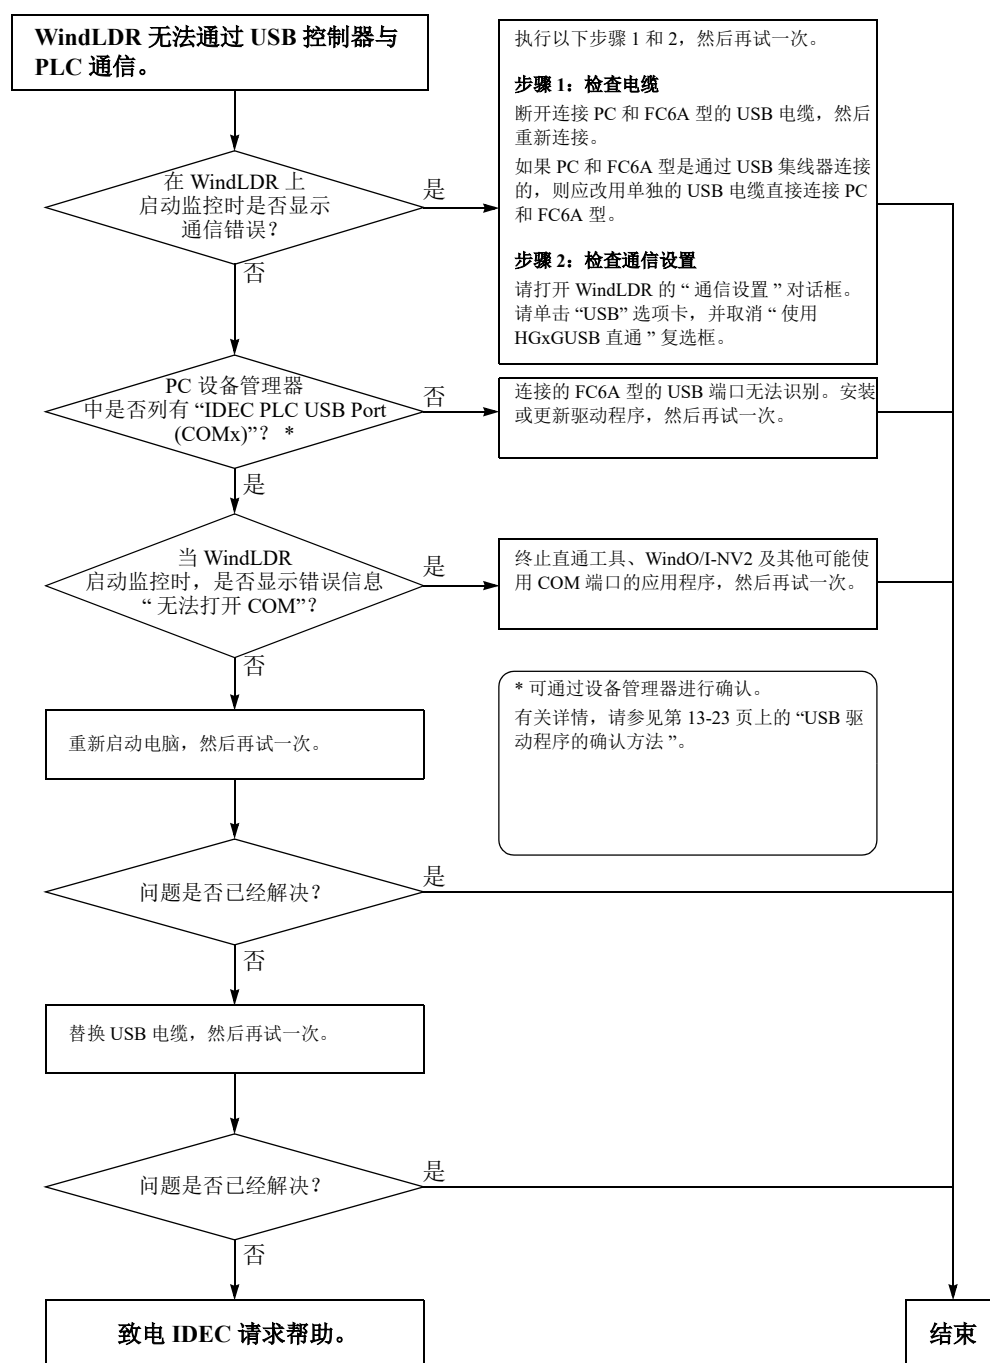 WindLDR 无法通过 USB 控制器与
PLC 通信。
执行以下步骤 1 和 2，然后再试一次。
步骤 1：检查电缆
断开连接 PC 和 FC6A 型的 USB 电缆，然后
重新连接。
如果 PC 和 FC6A 型是通过 USB 集线器连接
的，则应改用单独的 USB 电缆直接连接 PC
和 FC6A 型。
步骤 2：检查通信设置
请打开 WindLDR 的 “ 通信设置 ” 对话框。
请单击 “USB” 选项卡，并取消 “ 使用
HGxGUSB 直通 ” 复选框。
在 WindLDR 上
启动监控时是否显示
通信错误？
是
否
PC 设备管理器
中是否列有 “IDEC PLC USB Port
(COMx)”？ *
否
连接的 FC6A 型的 USB 端口无法识别。安装
或更新驱动程序，然后再试一次。
是
当 WindLDR
启动监控时，是否显示错误信息
“ 无法打开 COM”？
是
终止直通工具、WindO/I-NV2 及其他可能使
用 COM 端口的应用程序，然后再试一次。
否
* 可通过设备管理器进行确认。
有关详情，请参见第 13-23 页上的 “USB 驱
动程序的确认方法 ”。
重新启动电脑，然后再试一次。
问题是否已经解决？
是
否
替换 USB 电缆，然后再试一次。
问题是否已经解决？
是
否
致电 IDEC 请求帮助。
结束